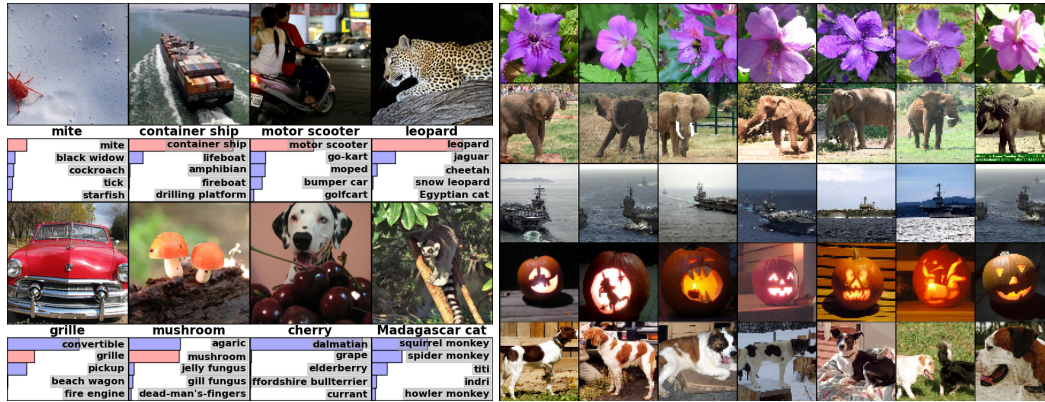 mite container ship motor scooter leopard
mite container ship motor scooter leopard
black widow lifeboat go-kart jaguar
cockroach amphibian moped cheetah
tick fireboat bumper car snow leopard
starfish drilling platform golfcart Egyptian cat
grille mushroom cherry Madagascar cat
convertible agaric dalmatian squirrel monkey
grille mushroom grape spider monkey
pickup jelly fungus elderberry titi
beach wagon gill fungus ffordshire bullterrier indri
fire engine dead-man's-fingers currant howler monkey